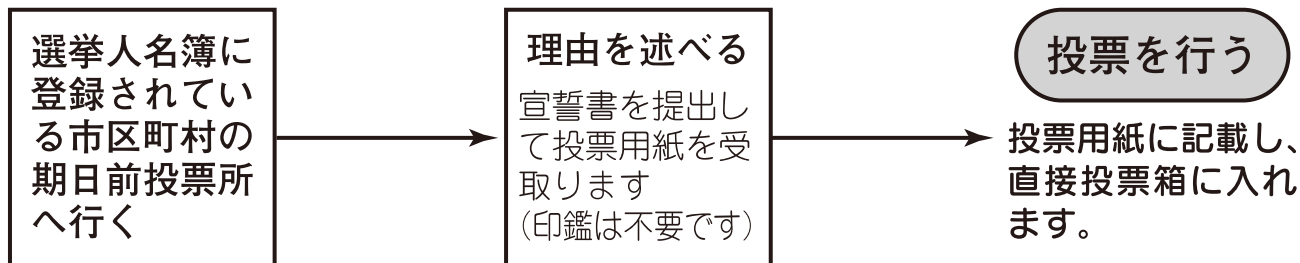 選挙人名簿に
登録されてい
る市区町村の
期日前投票所
へ行く
理由を述べる
宣誓書を提出し
て投票用紙を受
取ります
（印鑑は不要です）
投票を行う
投票用紙に記載し、
直接投票箱に入れ
ます。